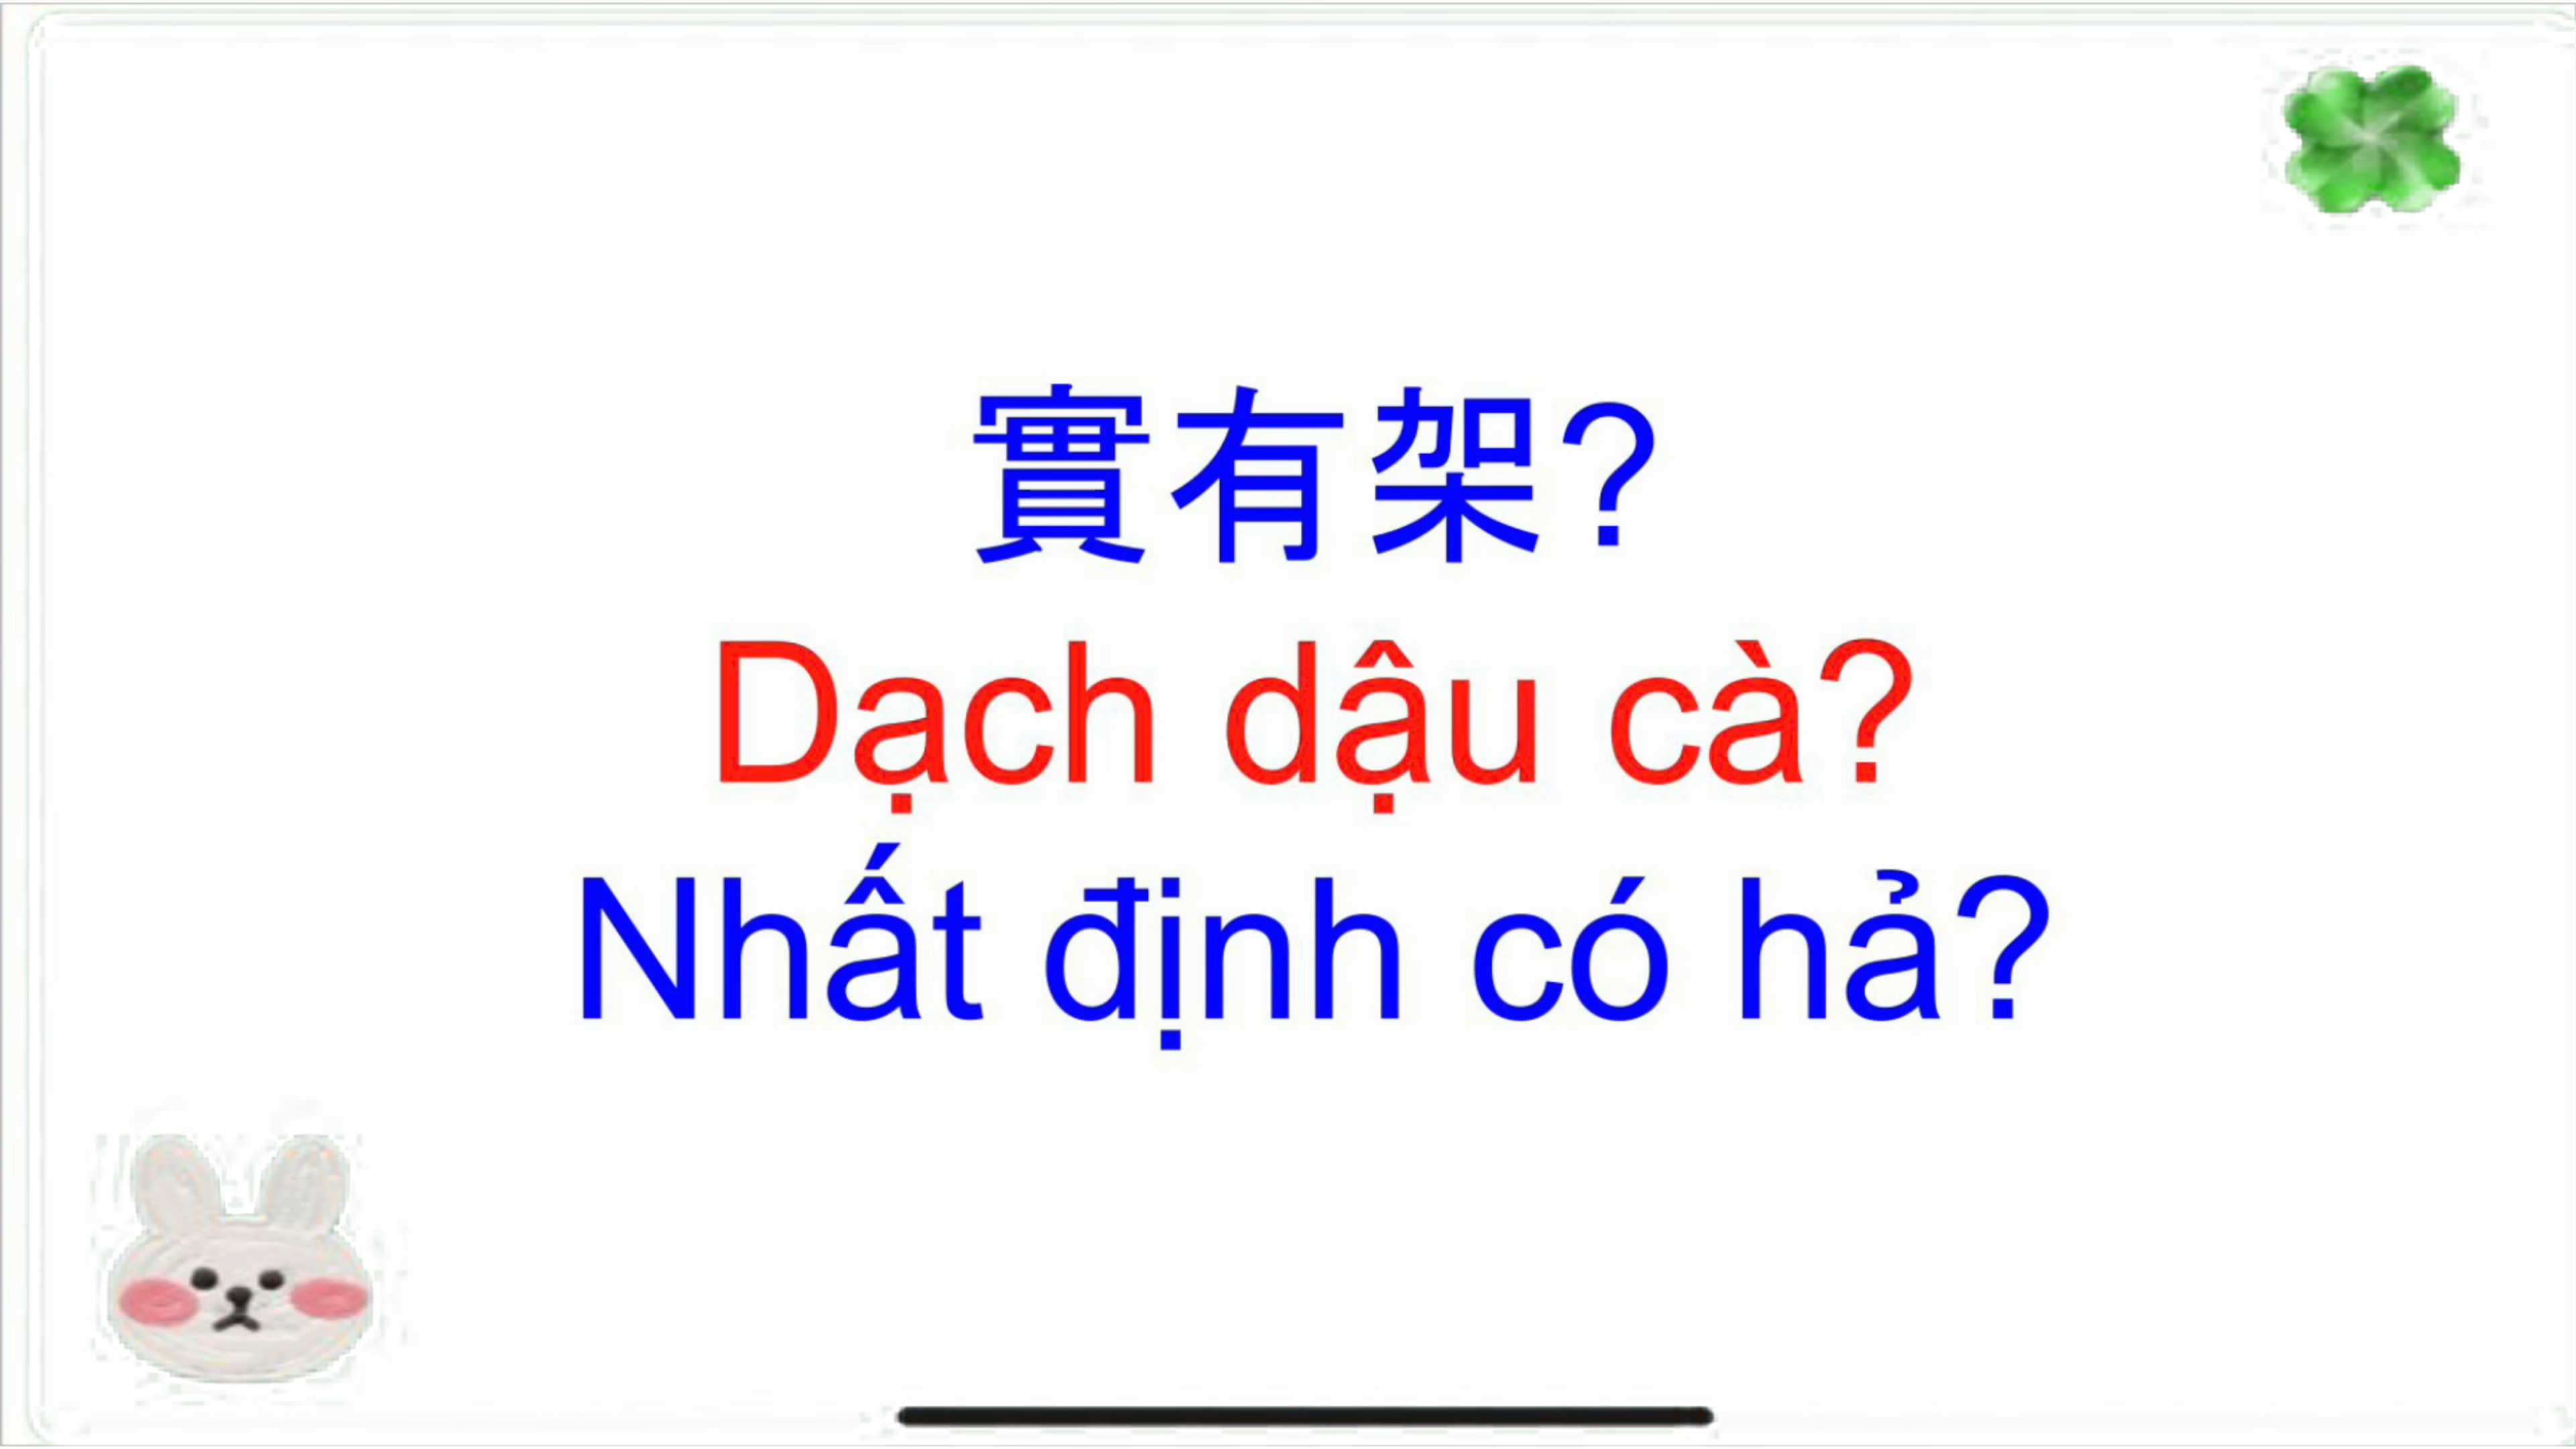 實有架?
Dạch dậu cà?
Nhất định có hả?